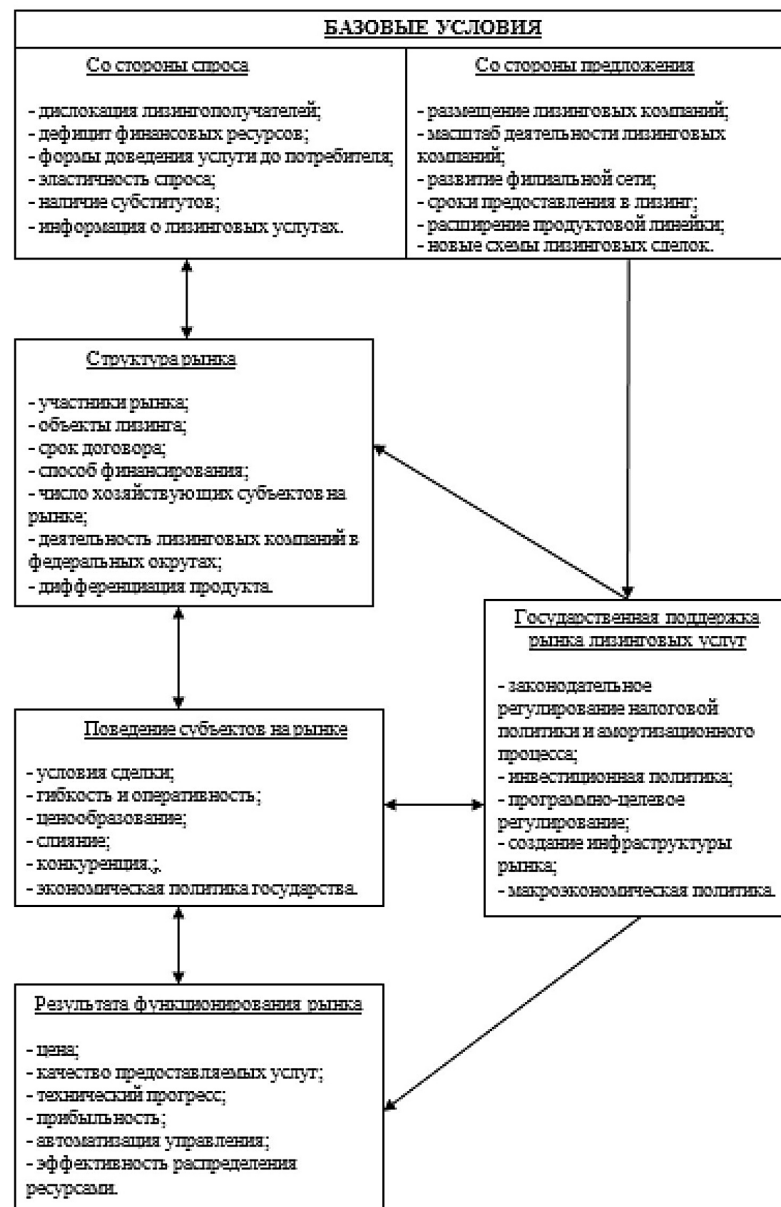 БАЗОВЫЕ УСЛОВИЯ
Со стороны спроса
- дислокация лизингополучателей;
- дефицит финансовых ресурсов;
- формы доведения услуги до потребителя;
- эластичность спроса;
- наличие субститутов;
- информация о лизинговых услугах.
Со стороны предложения
- размещение лизинговых компаний;
- масштаб деятельности лизинговых
компаний;
- развитие филиальной сети;
- сроки предоставления в лизинг;
- расширение продуктовой линейки;
- новые схемы лизинговых сделок.
Структура рынка
- участники рынка;
- объекты лизинга;
- срок договора;
- способ финансирования;
- число хозяйствующих субъектов на
рынке;
- деятельность лизинговых компаний в
федеральных округах;
- дифференциация продукта.
Государственная поддержка
рынка лизинговых услуг
- законодательное
регулирование налоговой
политики и амортизационного
процесса;
- инвестиционная политика;
- программно-целевое
регулирование;
- создание инфраструктуры
рынка;
- макроэкономическая политика.
Поведение субъектов на рынке
- условия сделки;
- гибкость и оперативность;
- ценообразование;
- слияние;
- конкуренция.;
- экономическая политика государства.
Результата функционирования рынка
- цена;
- качество предоставляемых услуг;
- технический прогресс;
- прибыльность;
- автоматизация управления;
- эффективность распределения
ресурсами.